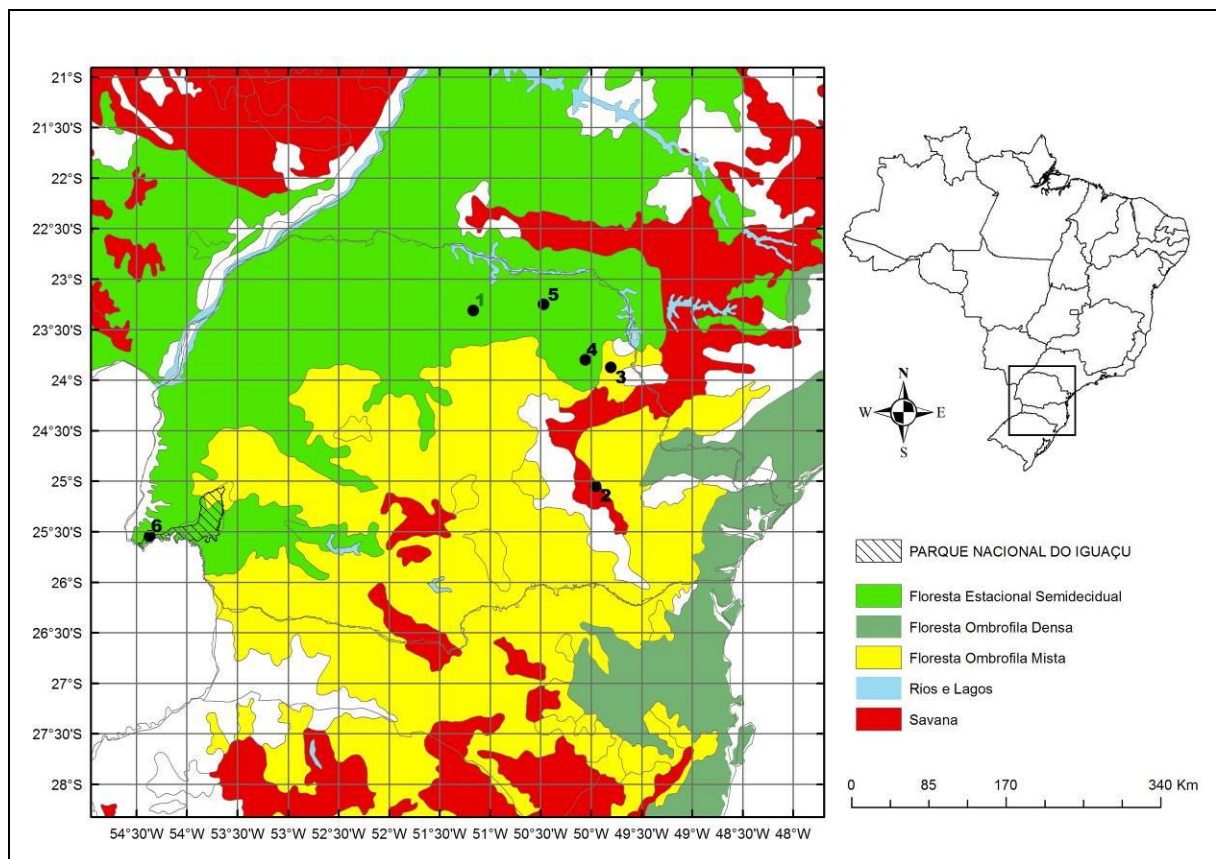 21°S
21°30'S
22°S
22°30'S
23°S
23°30'S
24°S
24°30'S
25°S
25°30'S
26°S
26°30'S
27°S
27°30'S
28°S
1
5
4
3
2
6
54°30'W 54°W 53°30'W 53°W 52°30'W 52°W 51°30'W 51°W 50°30'W 50°W 49°30'W 49°W 48°30'W 48°W
N
W E
S
PARQUE NACIONAL DO IGUAÇU
Floresta Estacional Semidecidual
Floresta Ombrofila Densa
Floresta Ombrofila Mista
Rios e Lagos
Savana
0 85 170 340 Km